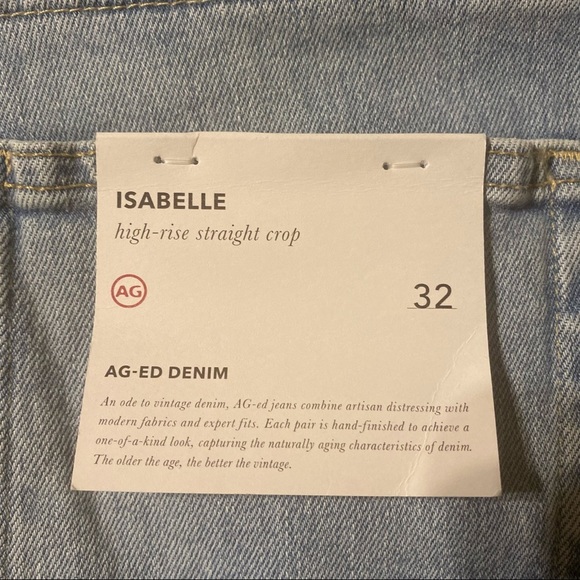 ISABELLE
high-rise straight crop
AG
32
AG-ED DENIM
An ode to vintage denim, AG-ed jeans combine artisan distressing with
modern fabrics and expert fits. Each pair is hand-finished to achieve a
one-of-a-kind look, capturing the naturally aging characteristics of denim.
The older the age, the better the vintage.